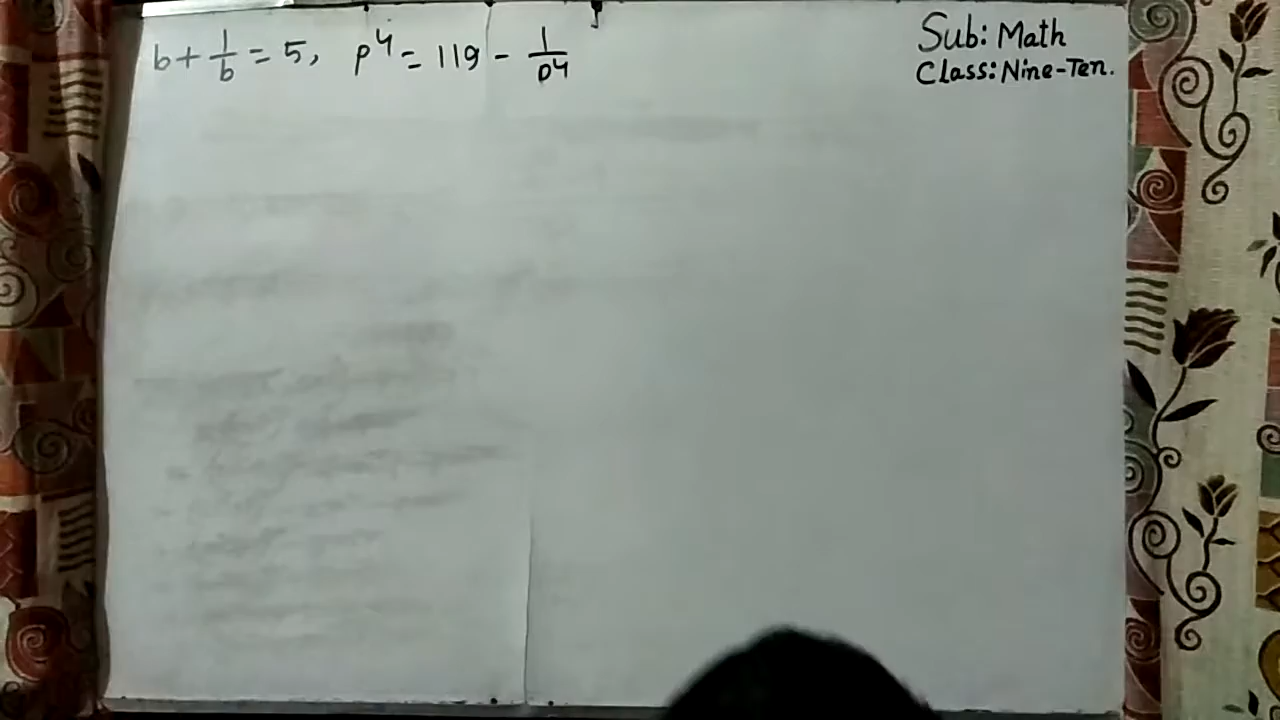 b + 1/b = 5, p⁴ = 119 - 1/p⁴
Sub: Math
Class: Nine-Ten.